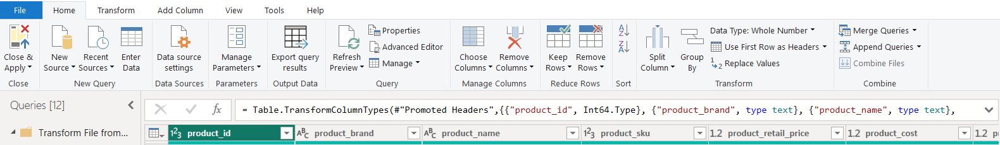 File Home Transform Add Column View Tools Help
Close & Apply
New Source
Recent Sources
Enter Data
Data source settings
Manage Parameters
Export query results
Refresh Preview
Properties
Advanced Editor
Manage
Choose Columns
Remove Columns
Keep Rows
Remove Rows
A
Z
Z
A
Split Column
Group By
Data Type: Whole Number
Use First Row as Headers
1
2 Replace Values
Merge Queries
Append Queries
Combine Files
Close New Query Data Sources Parameters Output Data Query Manage Columns Reduce Rows Sort Transform Combine
Queries [12]
fx = Table.TransformColumnTypes(#"Promoted Headers",{{"product_id", Int64.Type}, {"product_brand", type text}, {"product_name", type text},
Transform File from...
123 product_id ABC product_brand ABC product_name 123 product_sku 1.2 product_retail_price 1.2 product_cost 1.2